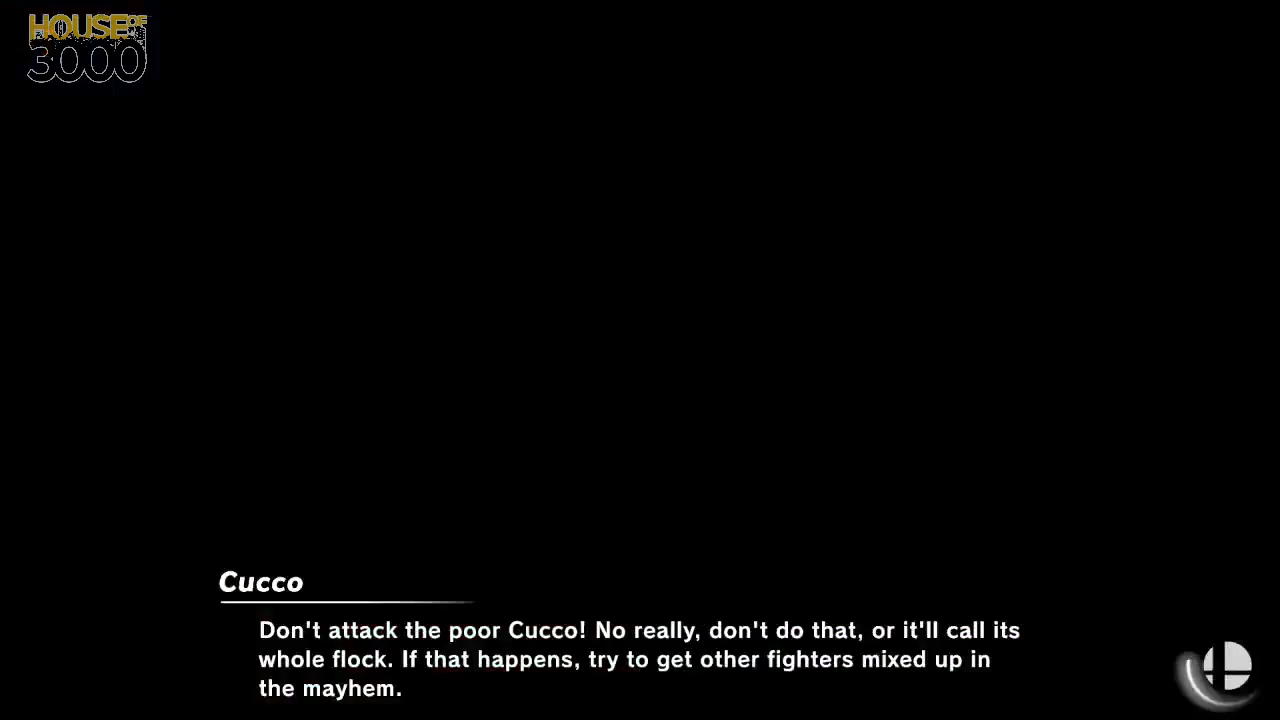 HOUSE OF
3000
Cucco
Don't attack the poor Cucco! No really, don't do that, or it'll call its
whole flock. If that happens, try to get other fighters mixed up in
the mayhem.